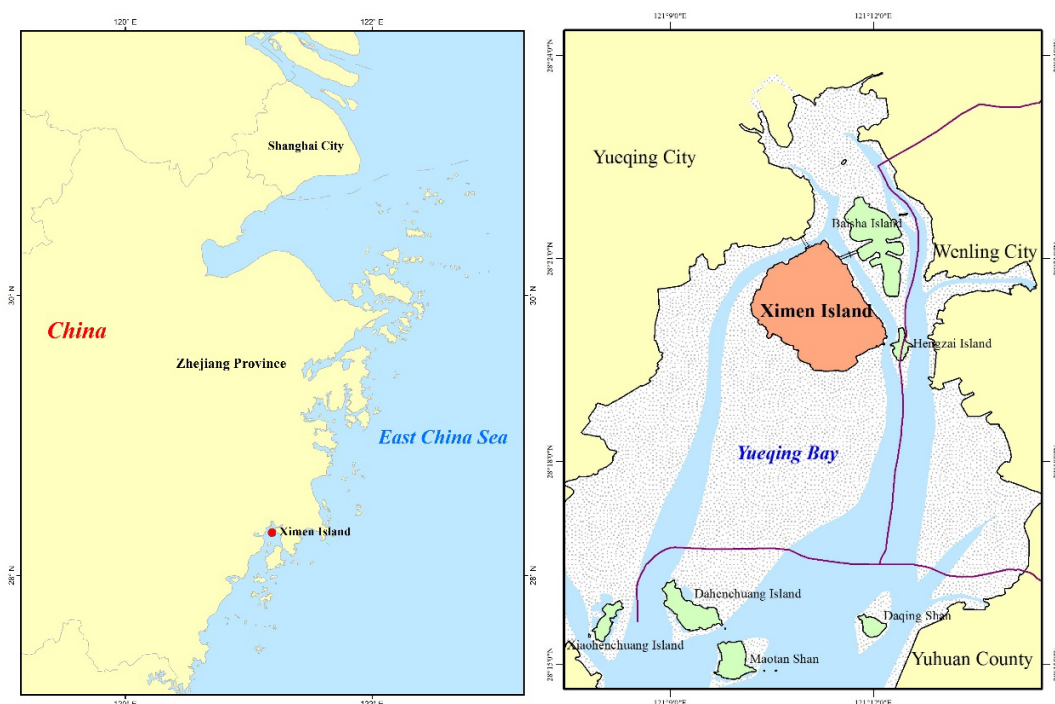 120° E
122° E
Shanghai City
30° N
30° N
China
Zhejiang Province
East China Sea
Ximen Island
28° N
28° N
121°9'0"E
121°12'0"E
28°24'0"N
Yueqing City
Baisha Island
Wenling City
28°21'0"N
Ximen Island
Hengzai Island
28°18'0"N
Yueqing Bay
Dahenchuang Island
Daqing Shan
Xiaohenchuang Island
Maotan Shan
Yuhuan County
28°15'0"N
121°9'0"E
121°12'0"E